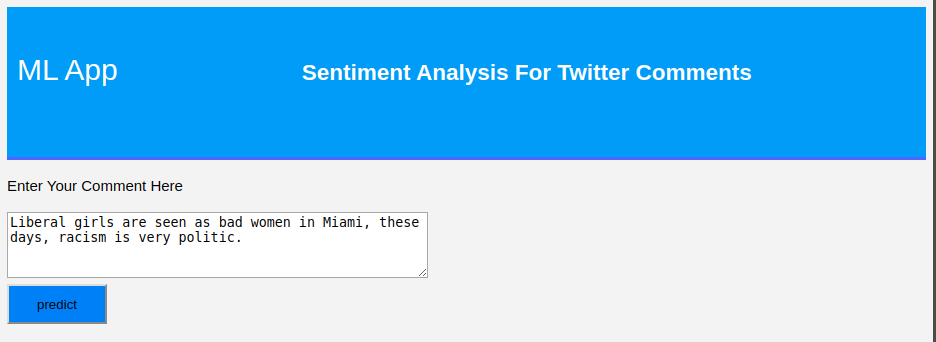 ML App
Sentiment Analysis For Twitter Comments
Enter Your Comment Here
Liberal girls are seen as bad women in Miami, these
days, racism is very politic.
predict